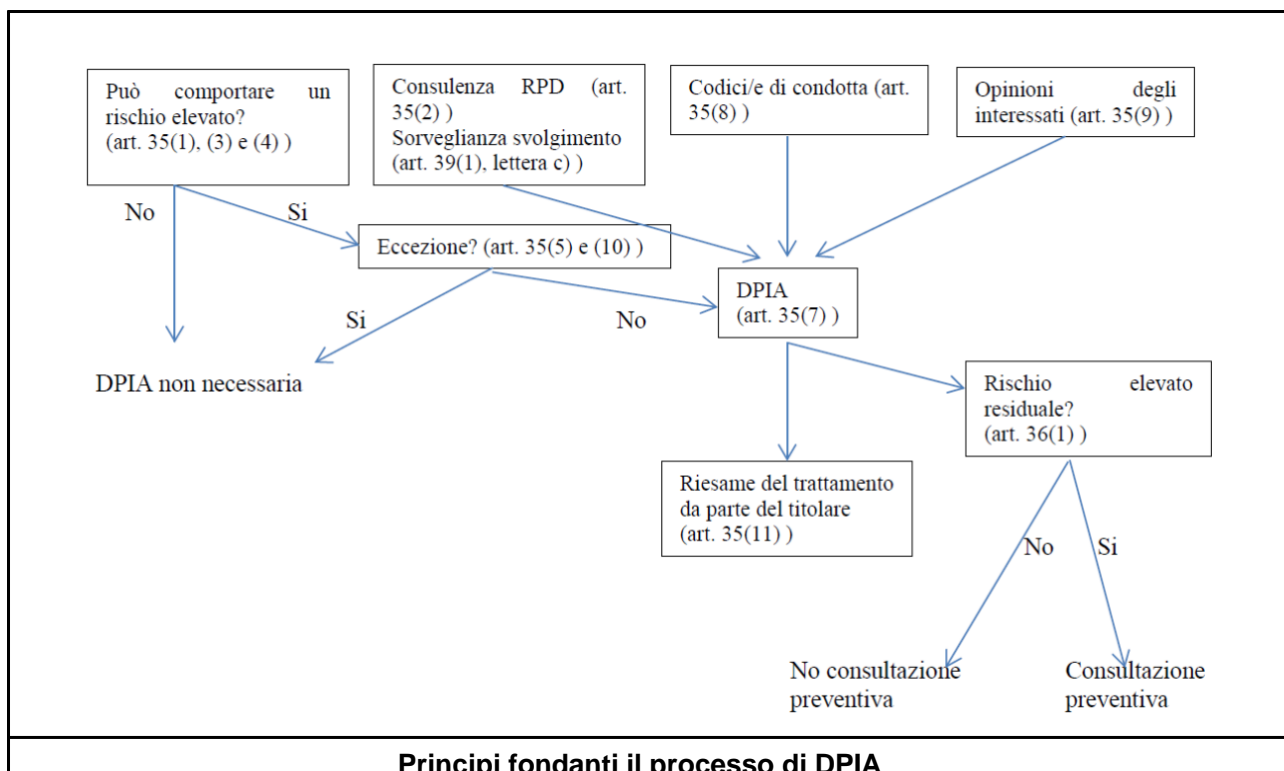 Può comportare un
rischio elevato?
(art. 35(1), (3) e (4) )
Consulenza RPD (art.
35(2) )
Sorveglianza svolgimento
(art. 39(1), lettera c) )
Codici/e di condotta (art.
35(8) )
Opinioni degli
interessati (art. 35(9) )
No
Si
Eccezione? (art. 35(5) e (10) )
DPIA
(art. 35(7) )
Si
No
DPIA non necessaria
Rischio elevato
residuale?
(art. 36(1) )
Riesame del trattamento
da parte del titolare
(art. 35(11) )
No
Si
No consultazione
preventiva
Consultazione
preventiva
Principi fondanti il processo di DPIA